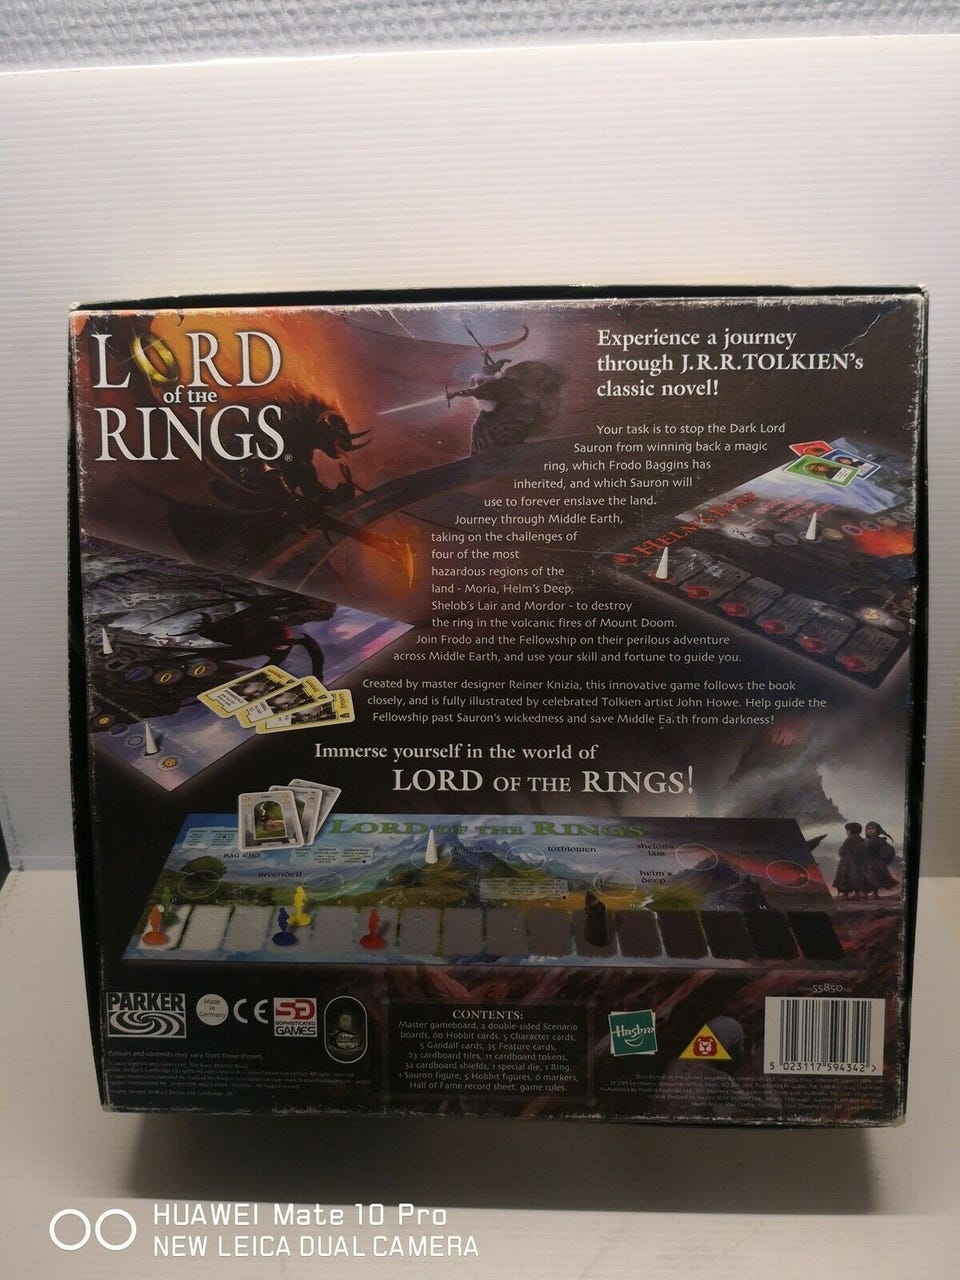 LORD
of the
RINGS®
Experience a journey
through J.R.R.TOLKIEN's
classic novel!
Your task is to stop the Dark Lord
Sauron from winning back a magic
ring, which Frodo Baggins has
inherited, and which Sauron will
use to forever enslave the land.
Journey through Middle Earth,
taking on the challenges of
four of the most
hazardous regions of the
land - Moria, Helm's Deep,
Shelob's Lair and Mordor - to destroy
the ring in the volcanic fires of Mount Doom.
Join Frodo and the Fellowship on their perilous adventure
across Middle Earth, and use your skill and fortune to guide you.
HELM'S DEEP
Created by master designer Reiner Knizia, this innovative game follows the book
closely, and is fully illustrated by celebrated Tolkien artist John Howe. Help guide the
Fellowship past Sauron's wickedness and save Middle Ea.th from darkness!
Immerse yourself in the world of
LORD OF THE RINGS!
LORD OF THE RINGS
BAG END
RIVENDELL
MORIA
LOTHLORIEN
SHELOB'S
LAIR
HELM'S
DEEP
55850
PARKER
Made
in
Germany
CE
SG
SOPHISTICATED
GAMES
Colours and contents may vary from those shown.
CONTENTS:
Master gameboard, 2 double-sided Scenario
boards, 60 Hobbit cards, 5 Character cards,
5 Gandalf cards, 35 Feature cards,
23 cardboard tiles, 11 cardboard tokens,
32 cardboard shields, 1 special die, 1 Ring,
1 Sauron figure, 5 Hobbit figures, 6 markers,
Hall of Fame record sheet, game rules.
Hasbro
5 023117 594342 >
HUAWEI Mate 10 Pro
NEW LEICA DUAL CAMERA